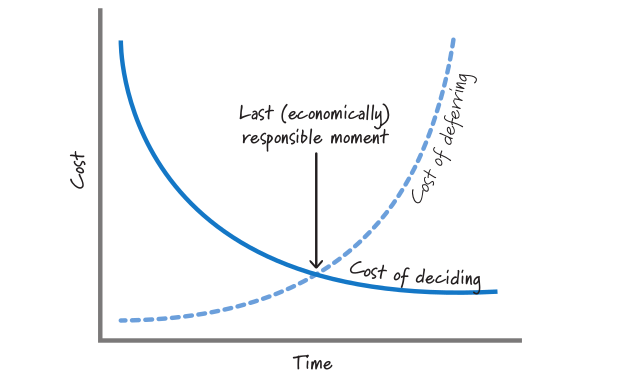 Last (economically)
responsible moment
Cost of deferring
Cost
Cost of deciding
Time